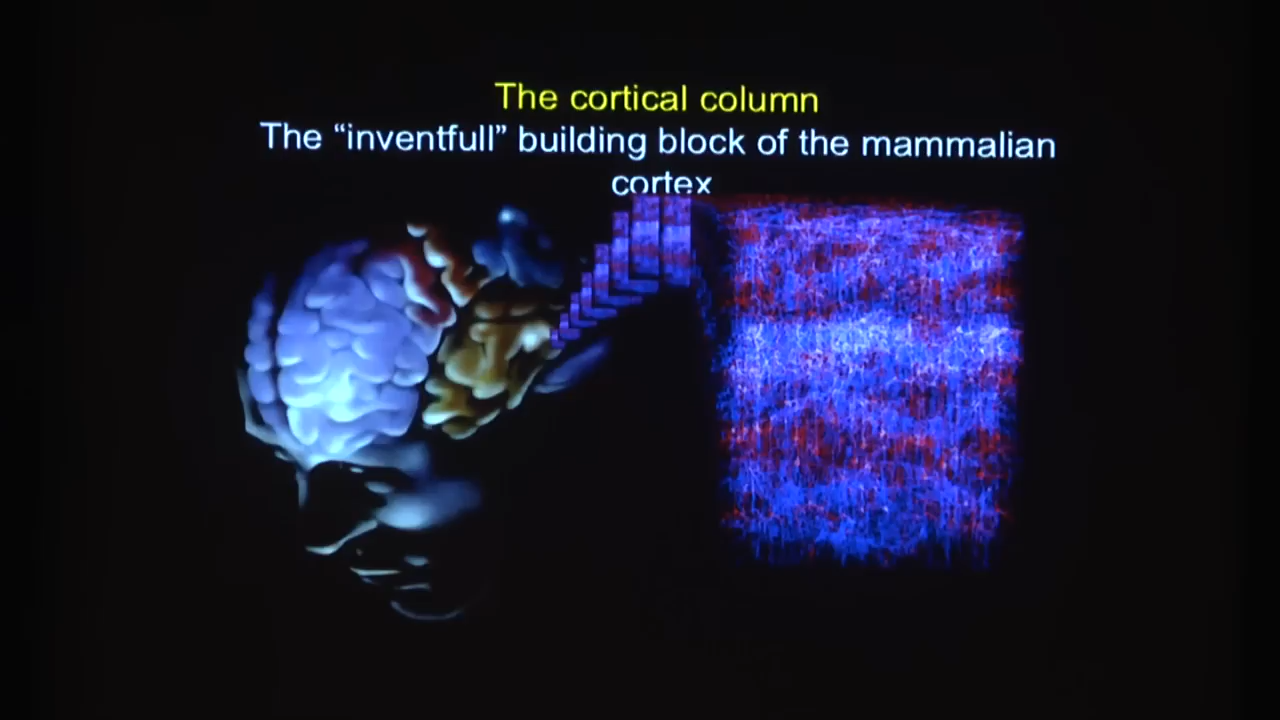 The cortical column
The “inventfull” building block of the mammalian
cortex